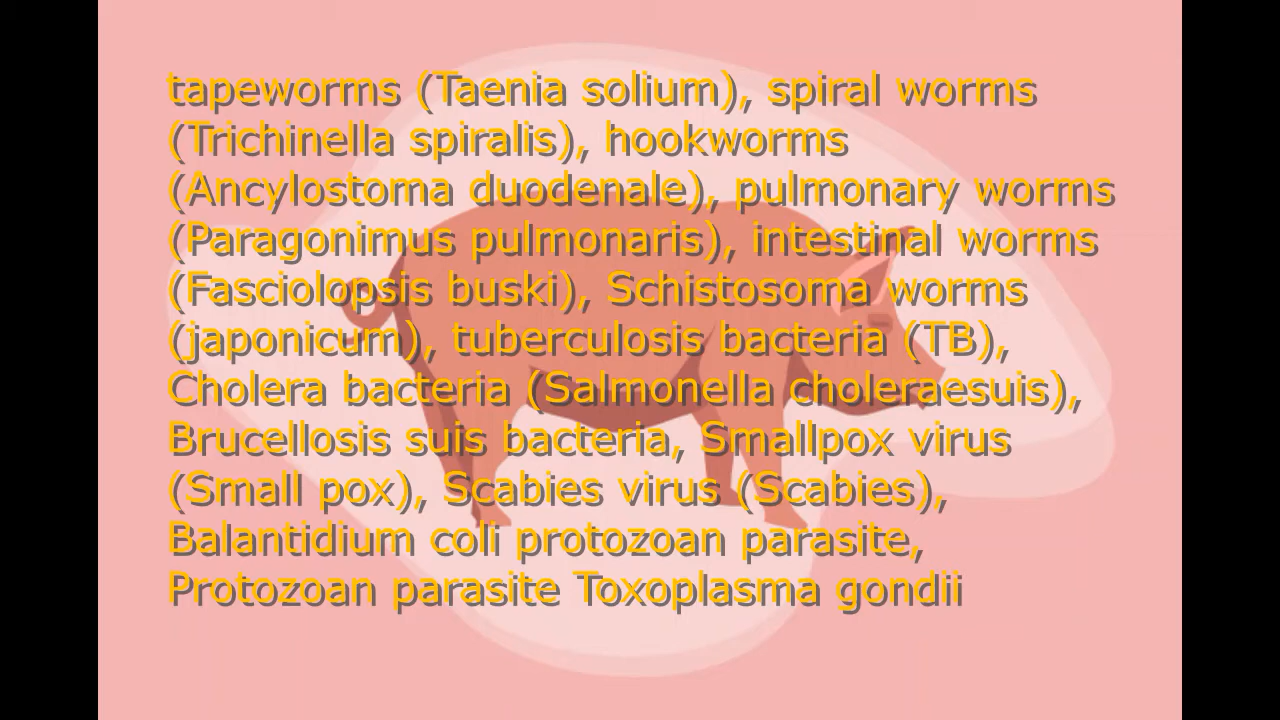 tapeworms (Taenia solium), spiral worms
(Trichinella spiralis), hookworms
(Ancylostoma duodenale), pulmonary worms
(Paragonimus pulmonaris), intestinal worms
(Fasciolopsis buski), Schistosoma worms
(japonicum), tuberculosis bacteria (TB),
Cholera bacteria (Salmonella choleraesuis),
Brucellosis suis bacteria, Smallpox virus
(Small pox), Scabies virus (Scabies),
Balantidium coli protozoan parasite,
Protozoan parasite Toxoplasma gondii